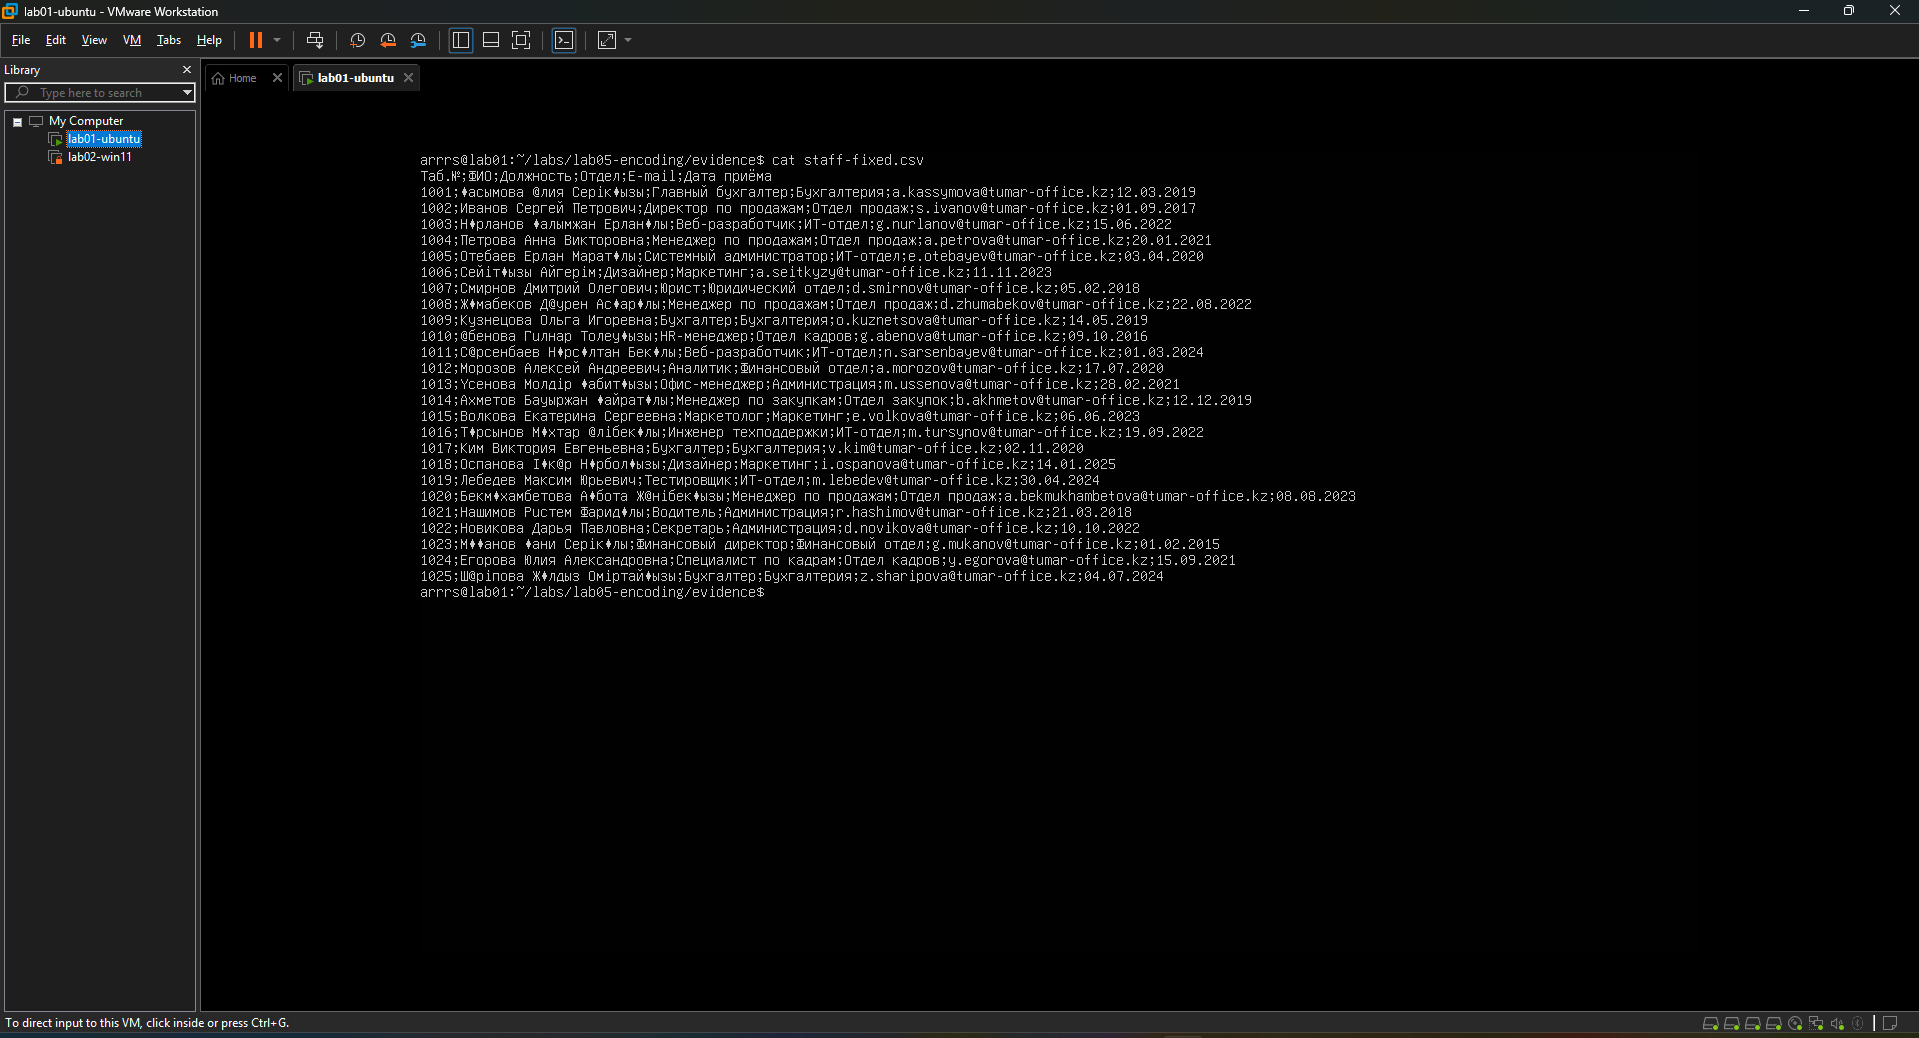 lab01-ubuntu - VMware Workstation
File Edit View VM Tabs Help
Library
Type here to search
My Computer
lab01-ubuntu
lab02-win11
Home
lab01-ubuntu
arrrs@lab01:~/labs/lab05-encoding/evidence$ cat staff-fixed.csv
Таб.№;ФИО;Должность;Отдел;E-mail;Дата приёма
1001;♦асымова @лия Серік♦ызы;Главный бухгалтер;Бухгалтерия;a.kassymova@tumar-office.kz;12.03.2019
1002;Иванов Сергей Петрович;Директор по продажам;Отдел продаж;s.ivanov@tumar-office.kz;01.09.2017
1003;Н♦рланов ♦алымжан Ерлан♦лы;Веб-разработчик;ИТ-отдел;g.nurlanov@tumar-office.kz;15.06.2022
1004;Петрова Анна Викторовна;Менеджер по продажам;Отдел продаж;a.petrova@tumar-office.kz;20.01.2021
1005;Отебаев Ерлан Марат♦лы;Системный администратор;ИТ-отдел;e.otebayev@tumar-office.kz;03.04.2020
1006;Сейіт♦ызы Айгерім;Дизайнер;Маркетинг;a.seitkyzy@tumar-office.kz;11.11.2023
1007;Смирнов Дмитрий Олегович;Юрист;Юридический отдел;d.smirnov@tumar-office.kz;05.02.2018
1008;Ж♦мабеков Д@урен Ас♦ар♦лы;Менеджер по продажам;Отдел продаж;d.zhumabekov@tumar-office.kz;22.08.2022
1009;Кузнецова Ольга Игоревна;Бухгалтер;Бухгалтерия;o.kuznetsova@tumar-office.kz;14.05.2019
1010;@бенова Гилнар Толеу♦ызы;HR-менеджер;Отдел кадров;g.abenova@tumar-office.kz;09.10.2016
1011;С@рсенбаев Н♦рс♦лтан Бек♦лы;Веб-разработчик;ИТ-отдел;n.sarsenbayev@tumar-office.kz;01.03.2024
1012;Морозов Алексей Андреевич;Аналитик;Финансовый отдел;a.morozov@tumar-office.kz;17.07.2020
1013;Усенова Молдір ♦абит♦ызы;Офис-менеджер;Администрация;m.ussenova@tumar-office.kz;28.02.2021
1014;Ахметов Бауыржан ♦айрат♦лы;Менеджер по закупкам;Отдел закупок;b.akhmetov@tumar-office.kz;12.12.2019
1015;Волкова Екатерина Сергеевна;Маркетолог;Маркетинг;e.volkova@tumar-office.kz;06.06.2023
1016;Т♦рсынов М♦хтар @лібек♦лы;Инженер техподдержки;ИТ-отдел;m.tursynov@tumar-office.kz;19.09.2022
1017;Ким Виктория Евгеньевна;Бухгалтер;Бухгалтерия;v.kim@tumar-office.kz;02.11.2020
1018;Оспанова І♦к@р Н♦рбол♦ызы;Дизайнер;Маркетинг;i.ospanova@tumar-office.kz;14.01.2025
1019;Лебедев Максим Юрьевич;Тестировщик;ИТ-отдел;m.lebedev@tumar-office.kz;30.04.2024
1020;Бекм♦хамбетова А♦бота Ж@нібек♦ызы;Менеджер по продажам;Отдел продаж;a.bekmukhambetova@tumar-office.kz;08.08.2023
1021;Нашимов Рустем Фарид♦лы;Водитель;Администрация;r.hashimov@tumar-office.kz;21.03.2018
1022;Новикова Дарья Павловна;Секретарь;Администрация;d.novikova@tumar-office.kz;10.10.2022
1023;М♦♦анов ♦ани Серік♦лы;Финансовый директор;Финансовый отдел;g.mukanov@tumar-office.kz;01.02.2015
1024;Егорова Юлия Александровна;Специалист по кадрам;Отдел кадров;y.egorova@tumar-office.kz;15.09.2021
1025;Ш@ріпова Ж♦лдыз Оміртай♦ызы;Бухгалтер;Бухгалтерия;z.sharipova@tumar-office.kz;04.07.2024
arrrs@lab01:~/labs/lab05-encoding/evidence$
To direct input to this VM, click inside or press Ctrl+G.